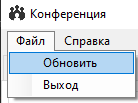 Конференция
Файл Справка
Обновить
Выход